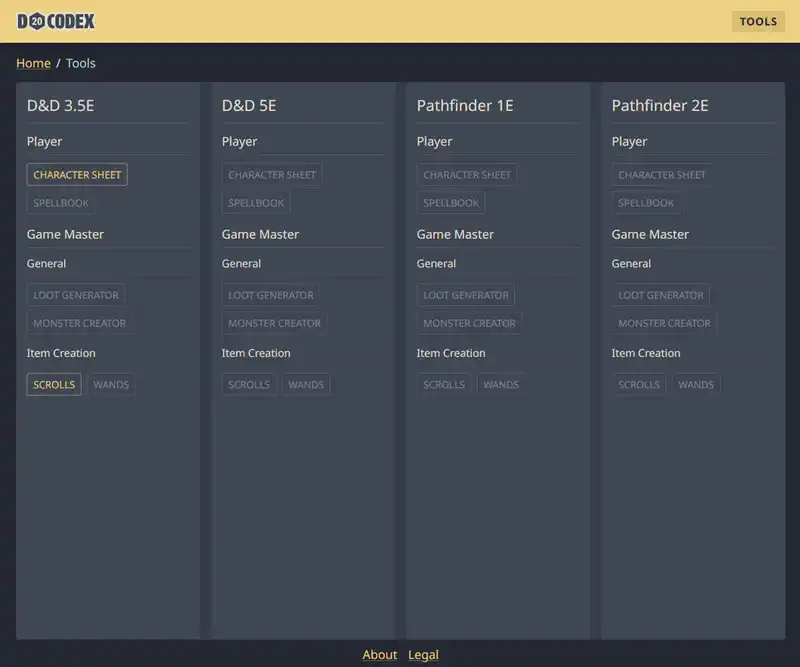 D20CODEX
TOOLS
Home / Tools
D&D 3.5E
Player
CHARACTER SHEET
SPELLBOOK
Game Master
General
LOOT GENERATOR
MONSTER CREATOR
Item Creation
SCROLLS WANDS
D&D 5E
Player
CHARACTER SHEET
SPELLBOOK
Game Master
General
LOOT GENERATOR
MONSTER CREATOR
Item Creation
SCROLLS WANDS
Pathfinder 1E
Player
CHARACTER SHEET
SPELLBOOK
Game Master
General
LOOT GENERATOR
MONSTER CREATOR
Item Creation
SCROLLS WANDS
Pathfinder 2E
Player
CHARACTER SHEET
SPELLBOOK
Game Master
General
LOOT GENERATOR
MONSTER CREATOR
Item Creation
SCROLLS WANDS
About Legal